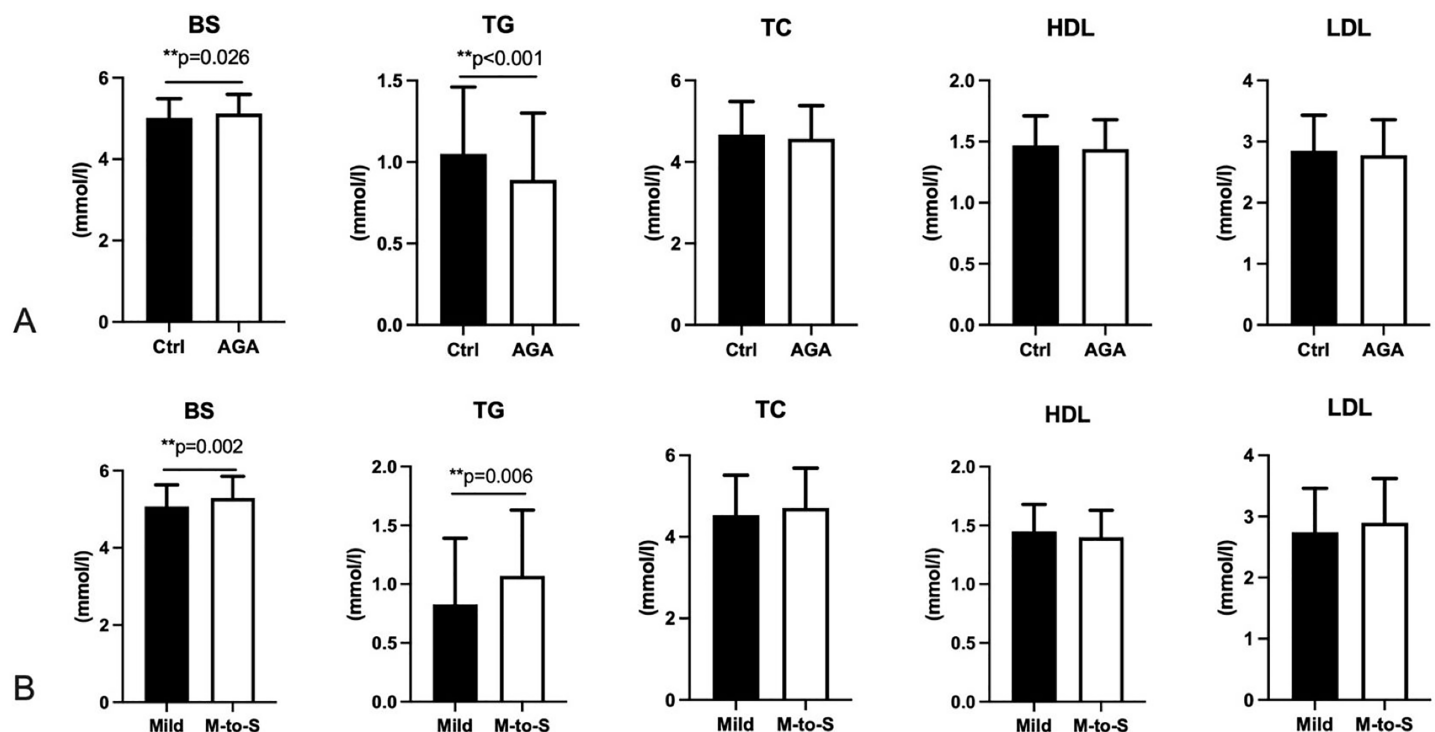 BS
**p=0.026
6
4
2
0
(mmol/l)
Ctrl AGA
TG
**p<0.001
1.5
1.0
0.5
0.0
(mmol/l)
Ctrl AGA
TC
6
4
2
0
(mmol/l)
Ctrl AGA
HDL
2.0
1.5
1.0
0.5
0.0
(mmol/l)
Ctrl AGA
LDL
4
3
2
1
0
(mmol/l)
Ctrl AGA
A
BS
**p=0.002
6
4
2
0
(mmol/l)
Mild M-to-S
TG
**p=0.006
2.0
1.5
1.0
0.5
0.0
(mmol/l)
Mild M-to-S
TC
6
4
2
0
(mmol/l)
Mild M-to-S
HDL
2.0
1.5
1.0
0.5
0.0
(mmol/l)
Mild M-to-S
LDL
4
3
2
1
0
(mmol/l)
Mild M-to-S
B